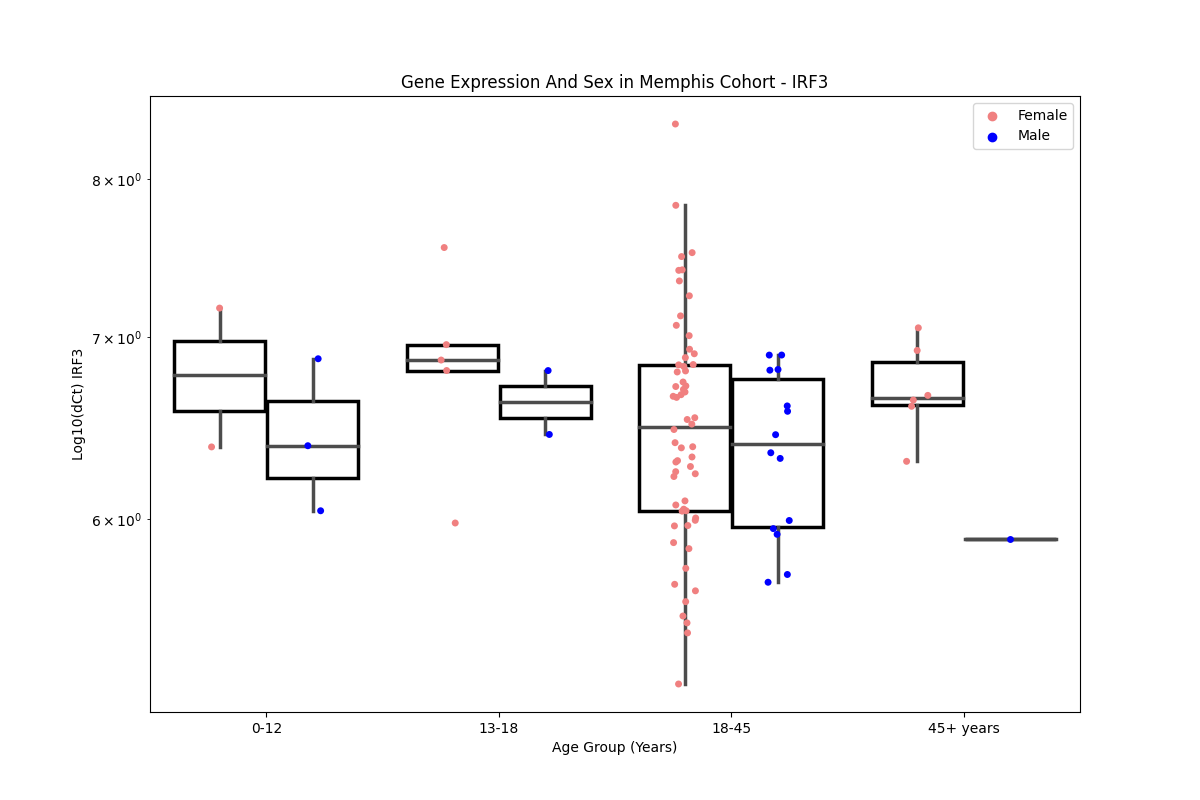 Gene Expression And Sex in Memphis Cohort - IRF3
Female
Male
8 × 10⁰
7 × 10⁰
6 × 10⁰
Log10(dCt) IRF3
0-12
13-18
18-45
45+ years
Age Group (Years)